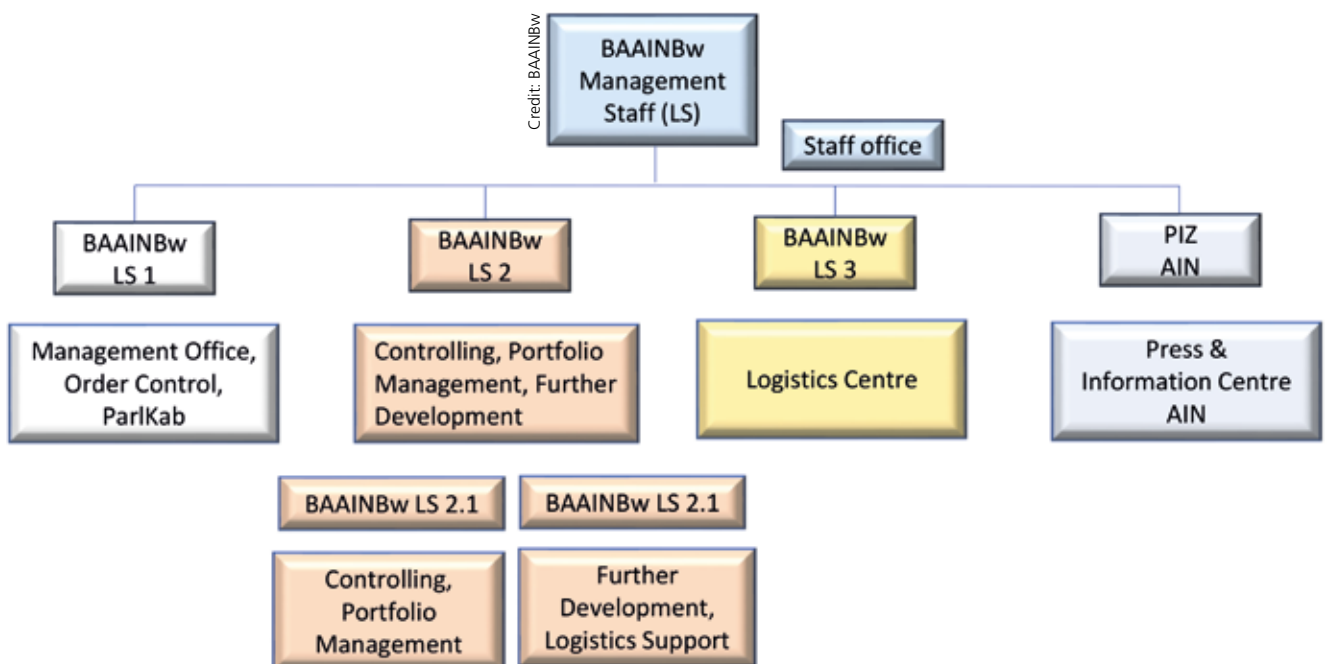 Credit: BAAINBw
BAAINBw
Management
Staff (LS)
Staff office
BAAINBw
LS 1
BAAINBw
LS 2
BAAINBw
LS 3
PIZ
AIN
Management Office,
Order Control,
ParlKab
Controlling, Portfolio
Management, Further
Development
Logistics Centre
Press &
Information Centre
AIN
BAAINBw LS 2.1
BAAINBw LS 2.1
Controlling,
Portfolio
Management
Further
Development,
Logistics Support